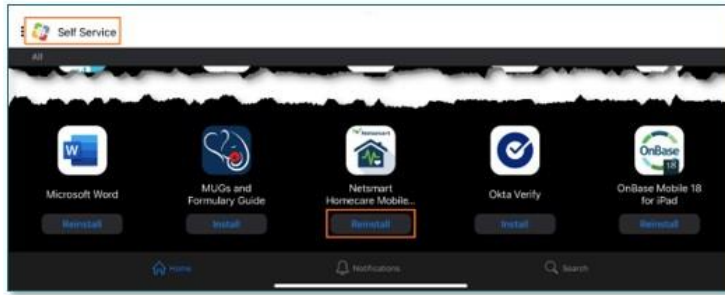 Self Service
All
Microsoft Word
MUGs and
Formulary Guide
Netsmart
Netsmart
Homecare Mobile...
Okta Verify
OnBase
18
OnBase Mobile 18
for iPad
W
Reinstall
Install
Reinstall
Install
Reinstall
Home
Notifications
Search